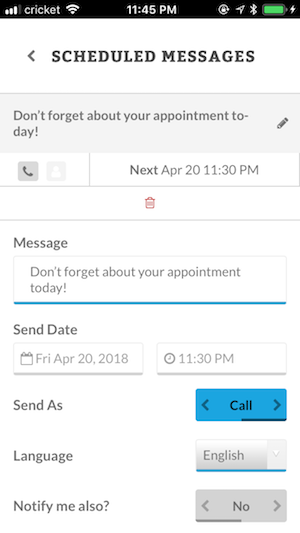 cricket 11:45 PM
SCHEDULED MESSAGES
Don't forget about your appointment to-
day!
Next Apr 20 11:30 PM
Message
Don't forget about your appointment
today!
Send Date
Fri Apr 20, 2018 11:30 PM
Send As Call
Language English
Notify me also? No